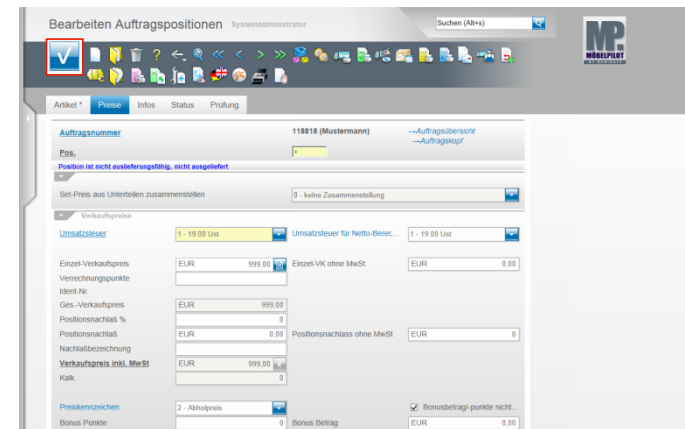 Bearbeiten Auftragspositionen Systemadministrator
Suchen (Alt+s)
MP
MÖBELPILOT
Artikel * Preise Infos Status Prüfung
Auftragsnummer 118818 (Mustermann) →Auftragsübersicht
→Auftragskopf
Pos. +
Position ist nicht auslieferungsfähig, nicht ausgeliefert
Set-Preis aus Unterteilen zusammenstellen 0 - keine Zusammenstellung
Verkaufspreise
Umsatzsteuer 1 - 19.00 Ust Umsatzsteuer für Netto-Berec... 1 - 19.00 Ust
Einzel-Verkaufspreis EUR 999,00 Einzel-VK ohne MwSt EUR 0,00
Verrechnungspunkte
Ident-Nr.
Ges.-Verkaufspreis EUR 999,00
Positionsnachlaß % 0
Positionsnachlaß EUR 0,00 Positionsnachlass ohne MwSt EUR 0
Nachlaßbezeichnung
Verkaufspreis inkl. MwSt EUR 999,00
Kalk. 0
Preiskennzeichen 2 - Abholpreis Bonusbetrag/-punkte nicht...
Bonus Punkte 0 Bonus Betrag EUR 0,00